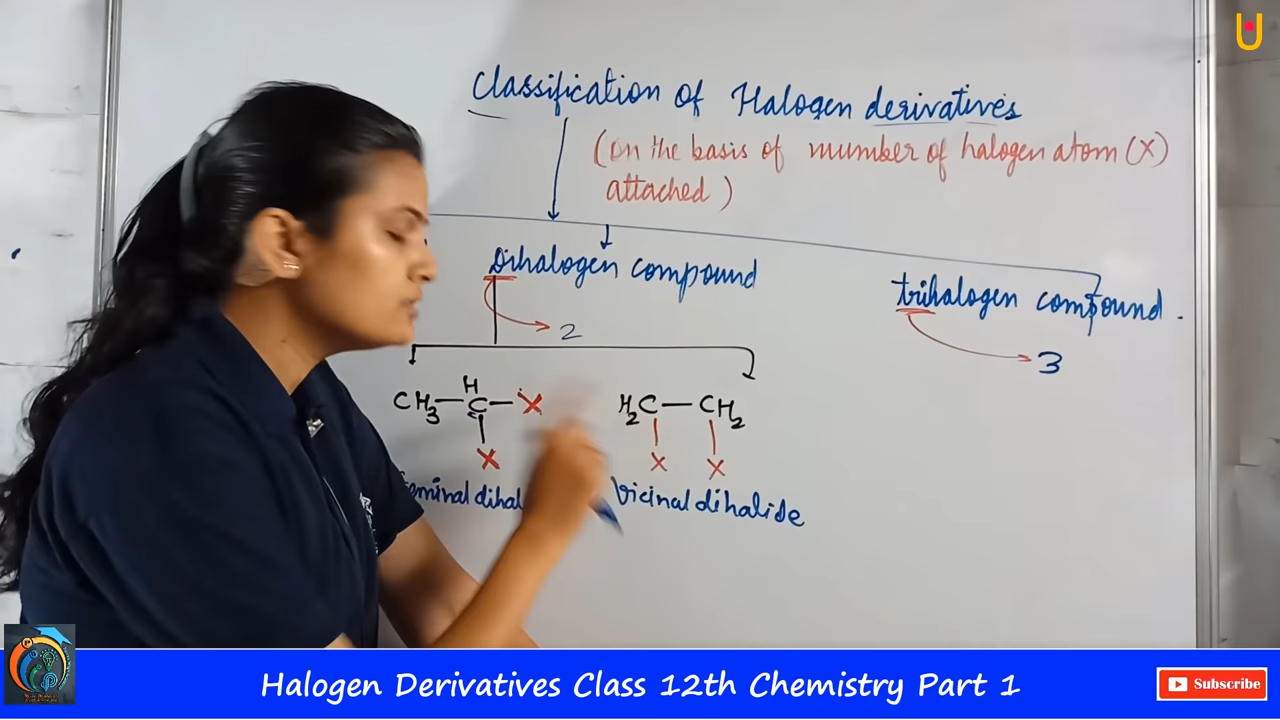 Classification of Halogen derivatives
(On the basis of number of halogen atom (X)
attached)
Dihalogen compound
trihalogen compound.
2
3
CH3—C—X
H
X
H2C—CH2
X X
Vicinal dihalide
Halogen Derivatives Class 12th Chemistry Part 1
Subscribe